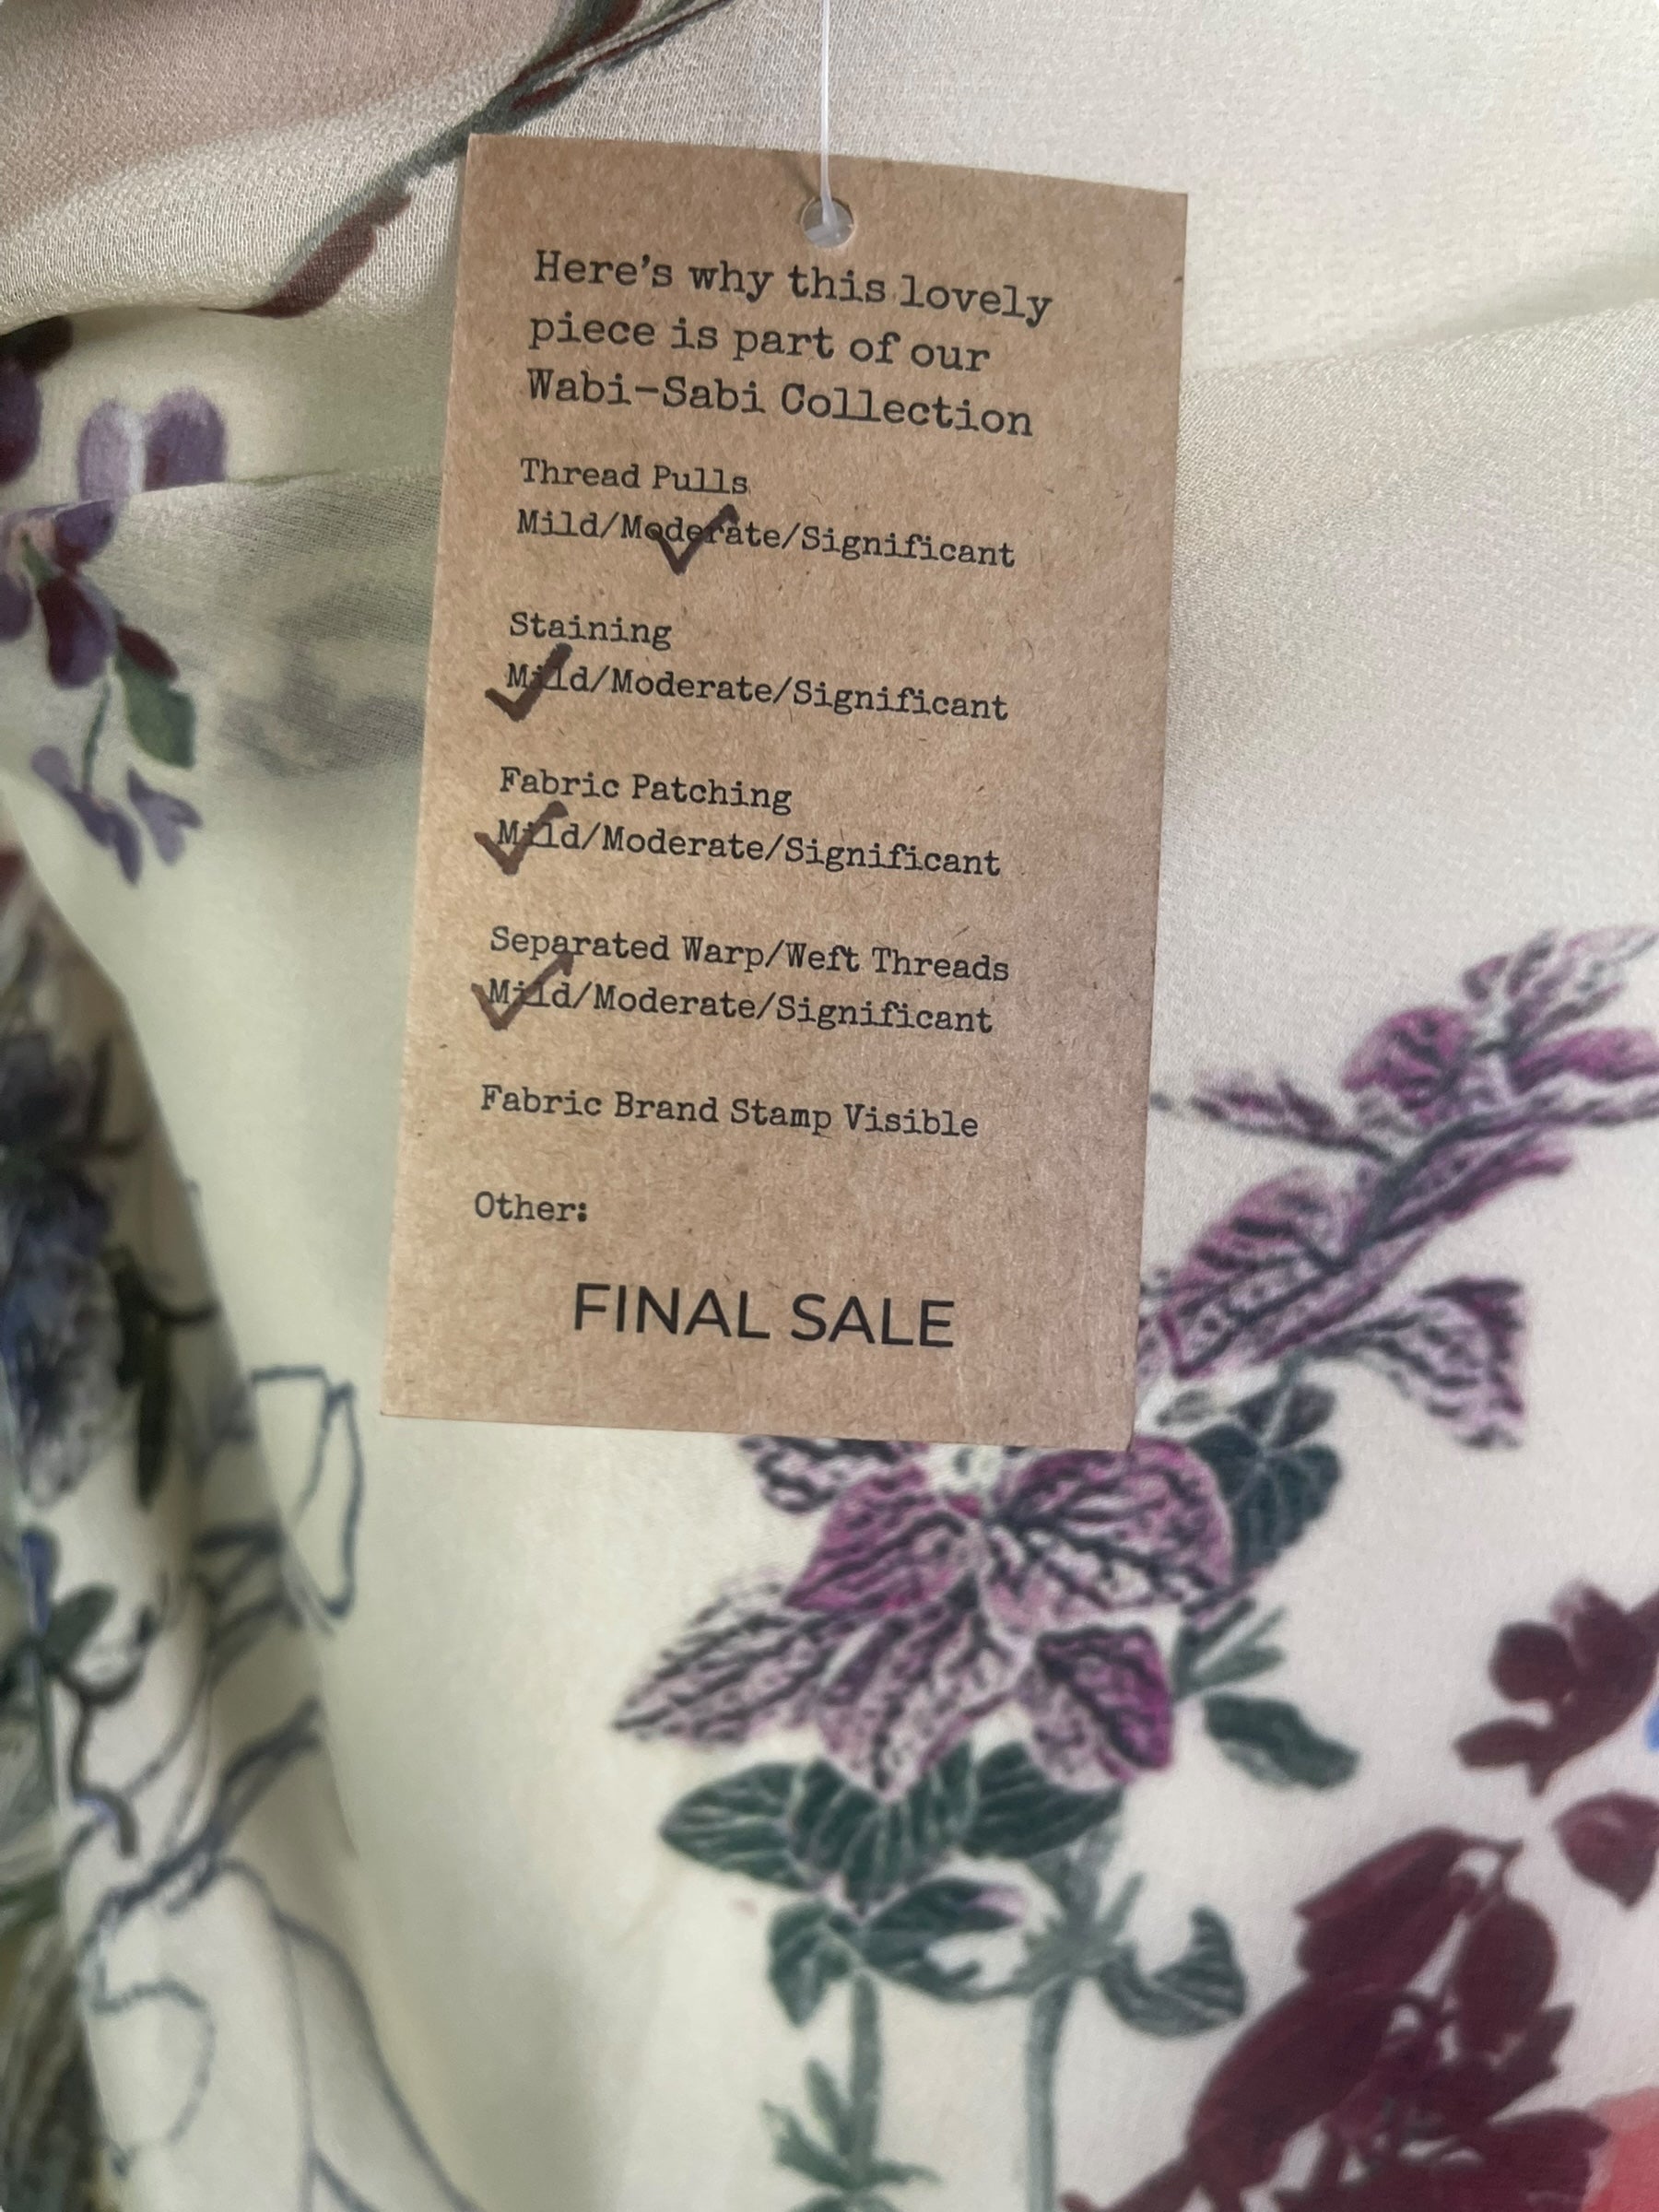 Here's why this lovely
piece is part of our
Wabi-Sabi Collection
Thread Pulls
Mild/Moderate/Significant
Staining
Mild/Moderate/Significant
Fabric Patching
Mild/Moderate/Significant
Separated Warp/Weft Threads
Mild/Moderate/Significant
Fabric Brand Stamp Visible
Other:
FINAL SALE